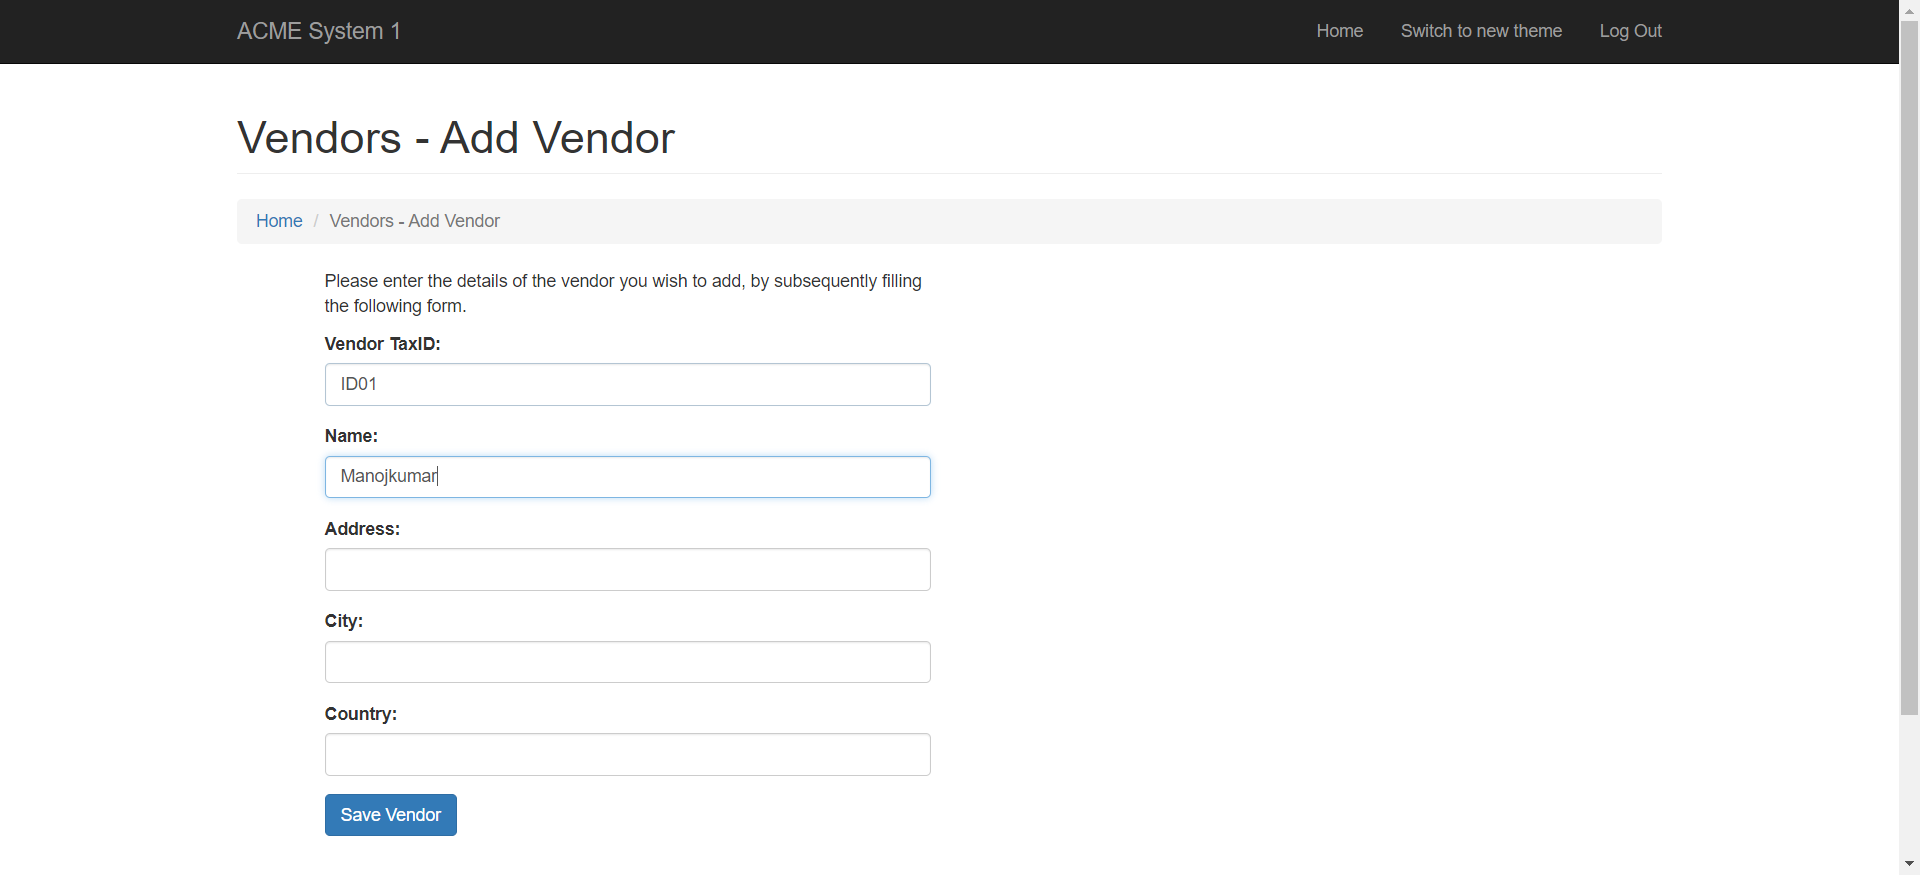 ACME System 1
Home
Switch to new theme
Log Out
Vendors - Add Vendor
Home / Vendors - Add Vendor
Please enter the details of the vendor you wish to add, by subsequently filling
the following form.
Vendor TaxID:
ID01
Name:
Manojkumar
Address:
City:
Country:
Save Vendor